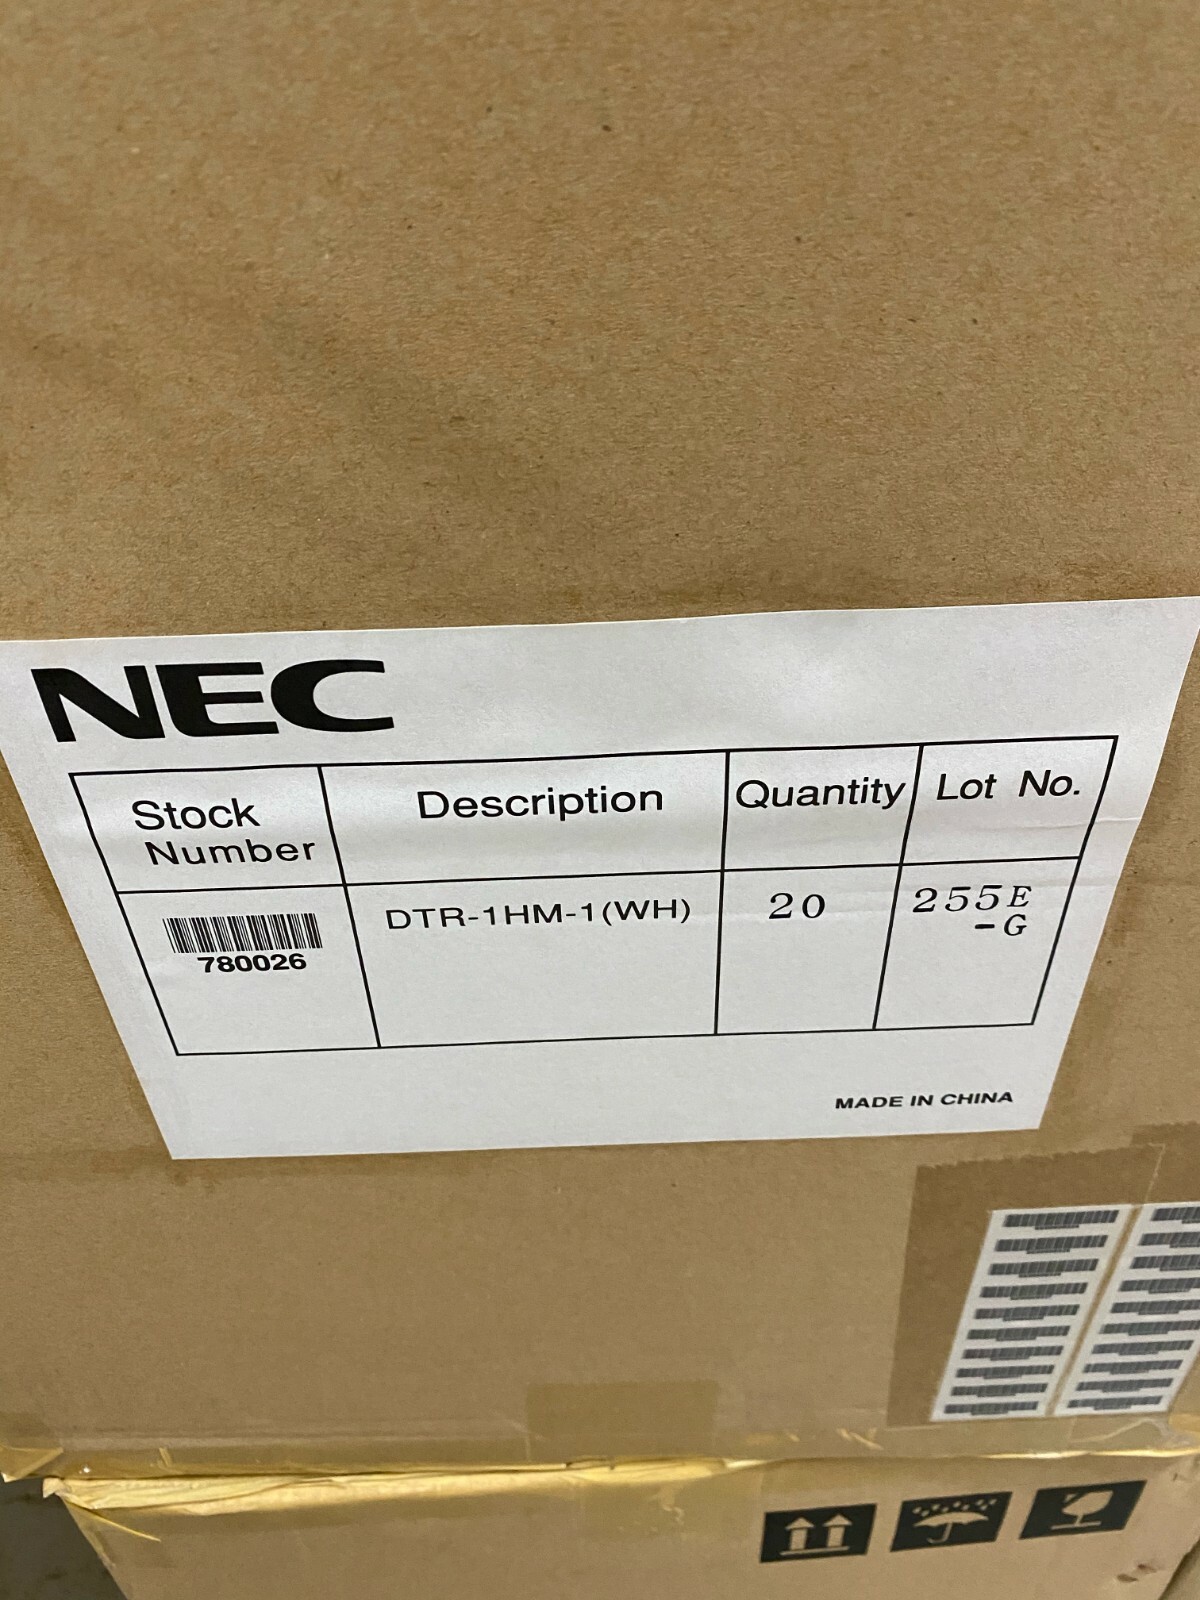 NEC
Stock Number
Description
Quantity
Lot No.
780026
DTR-1HM-1(WH)
20
255E
-G
MADE IN CHINA